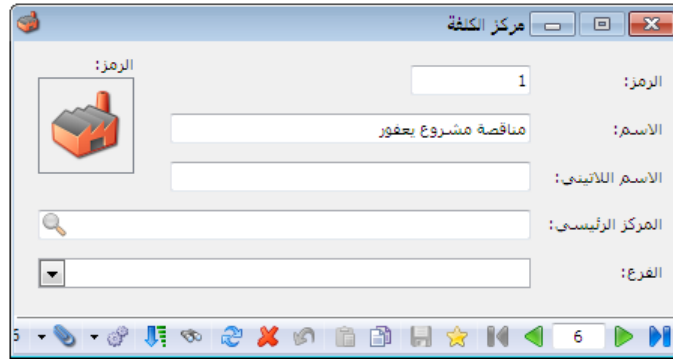 مركز الكلفة
الرمز: 1
الرمز:
الاسم: مناقصة مشروع يعفور
الاسم اللاتيني:
المركز الرئيسي:
الفرع:
6